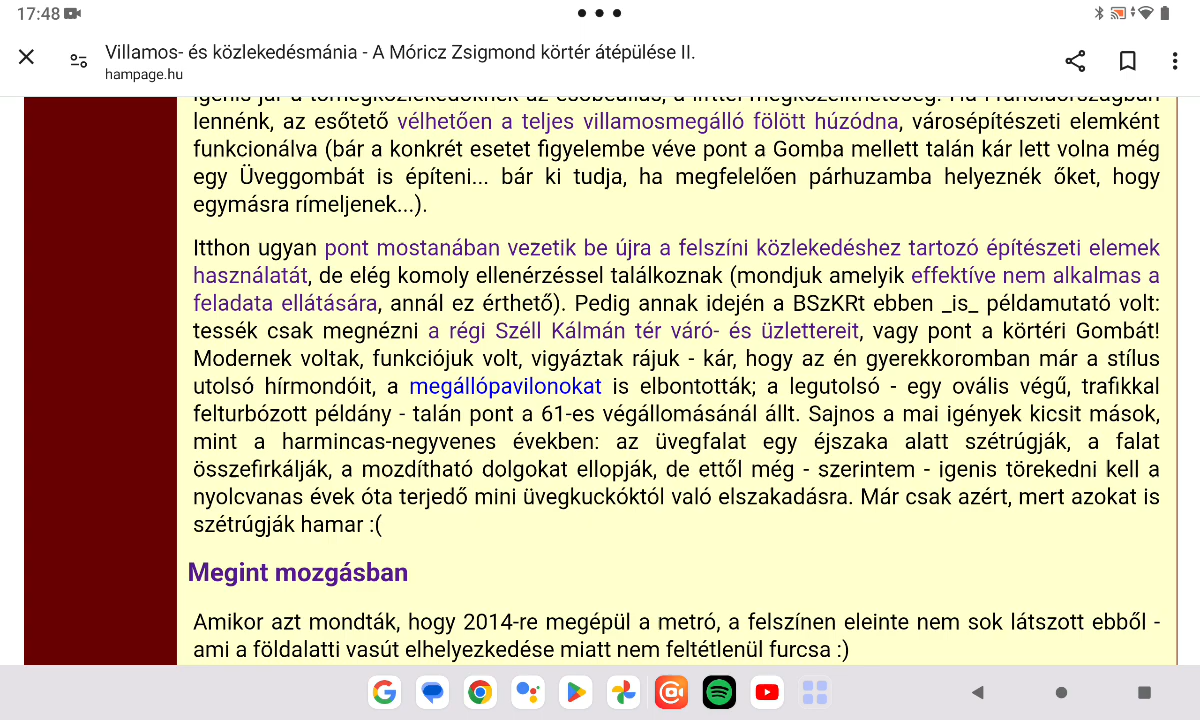 17:48
Villamos- és közlekedésmánia - A Móricz Zsigmond körtér átépülése II.
hampage.hu
igenis jár a tömegközlekedőknek az esőbeállás, a lifttel megközelíthetőség. Ha Franciaországban
lennénk, az esőtető vélhetően a teljes villamosmegálló fölött húzódna, városépítészeti elemként
funkcionálva (bár a konkrét esetet figyelembe véve pont a Gomba mellett talán kár lett volna még
egy Üveggombát is építeni... bár ki tudja, ha megfelelően párhuzamba helyeznék őket, hogy
egymásra rímeljenek...).
Itthon ugyan pont mostanában vezetik be újra a felszíni közlekedéshez tartozó építészeti elemek
használatát, de elég komoly ellenérzéssel találkoznak (mondjuk amelyik effektíve nem alkalmas a
feladata ellátására, annál ez érthető). Pedig annak idején a BSzKRt ebben _is_ példamutató volt:
tessék csak megnézni a régi Széll Kálmán tér váró- és üzlettereit, vagy pont a körtéri Gombát!
Modernek voltak, funkciójuk volt, vigyáztak rájuk - kár, hogy az én gyerekkoromban már a stílus
utolsó hírmondóit, a megállópavilonokat is elbontották; a legutolsó - egy ovális végű, trafikkal
felturbózott példány - talán pont a 61-es végállomásánál állt. Sajnos a mai igények kicsit mások,
mint a harmincas-negyvenes években: az üvegfalat egy éjszaka alatt szétrúgják, a falat
összefirkálják, a mozdítható dolgokat ellopják, de ettől még - szerintem - igenis törekedni kell a
nyolcvanas évek óta terjedő mini üvegkuckóktól való elszakadásra. Már csak azért, mert azokat is
szétrúgják hamar :(
Megint mozgásban
Amikor azt mondták, hogy 2014-re megépül a metró, a felszínen eleinte nem sok látszott ebből -
ami a földalatti vasút elhelyezkedése miatt nem feltétlenül furcsa :)